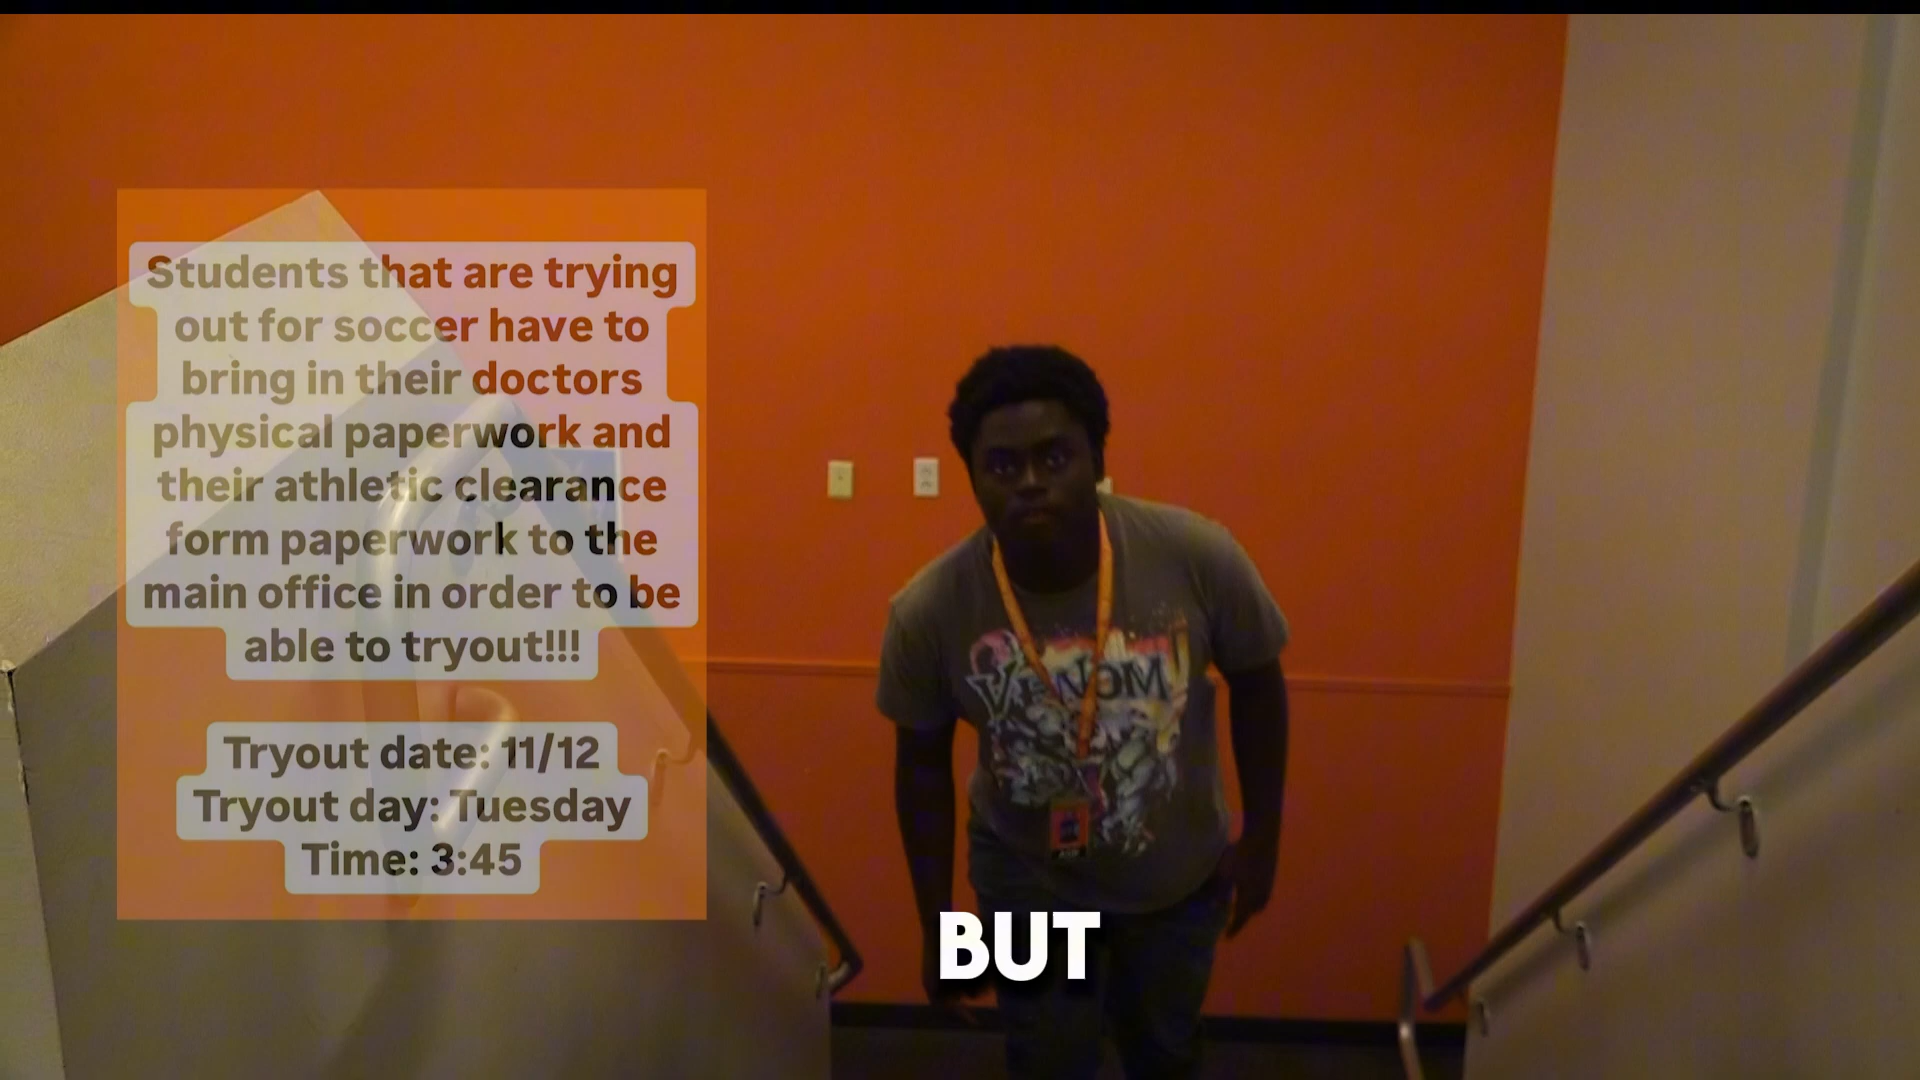 Students that are trying
out for soccer have to
bring in their doctors
physical paperwork and
their athletic clearance
form paperwork to the
main office in order to be
able to tryout!!!
Tryout date: 11/12
Tryout day: Tuesday
Time: 3:45
VENOM
BUT